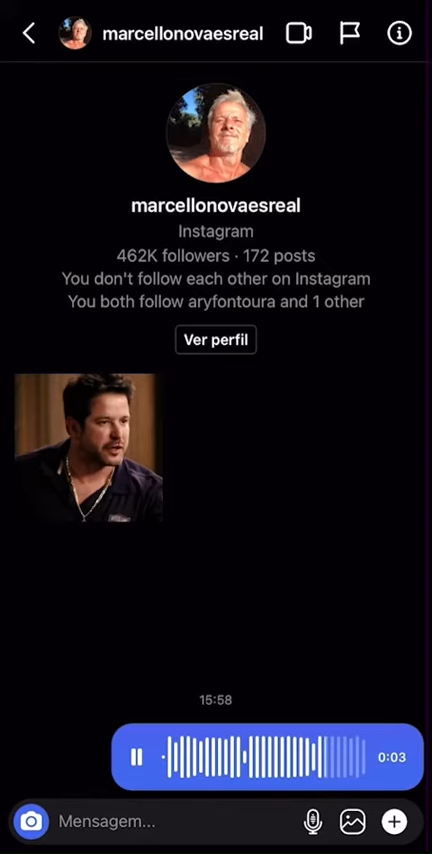 marcellonovaesreal
marcellonovaesreal
Instagram
462K followers · 172 posts
You don't follow each other on Instagram
You both follow aryfontoura and 1 other
Ver perfil
15:58
0:03
Mensagem...